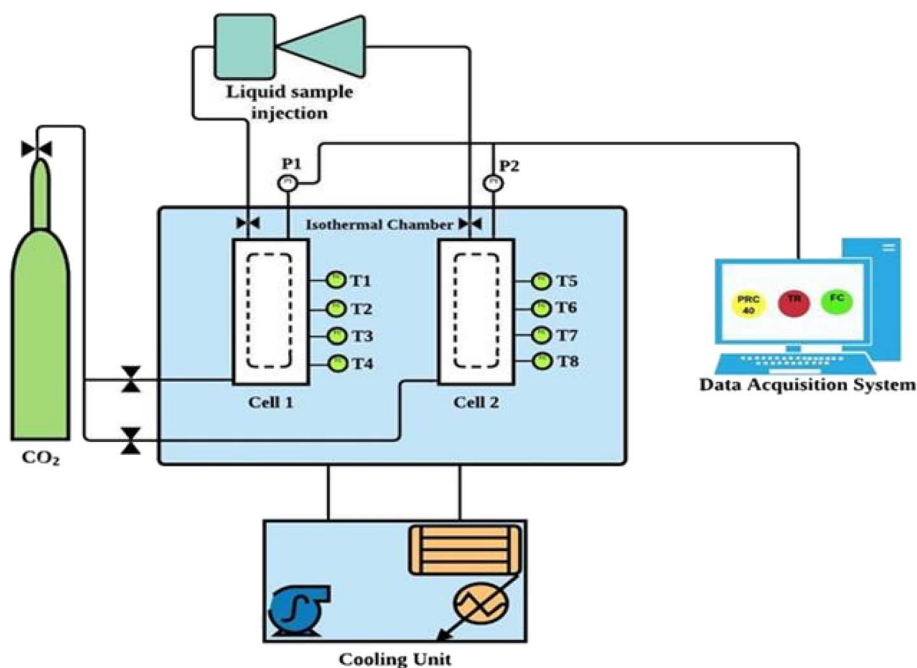 Liquid sample
injection
P1
P2
Isothermal Chamber
T1
T2
T3
T4
T5
T6
T7
T8
Cell 1
Cell 2
CO₂
PRC
40
TR
FC
Data Acquisition System
Cooling Unit